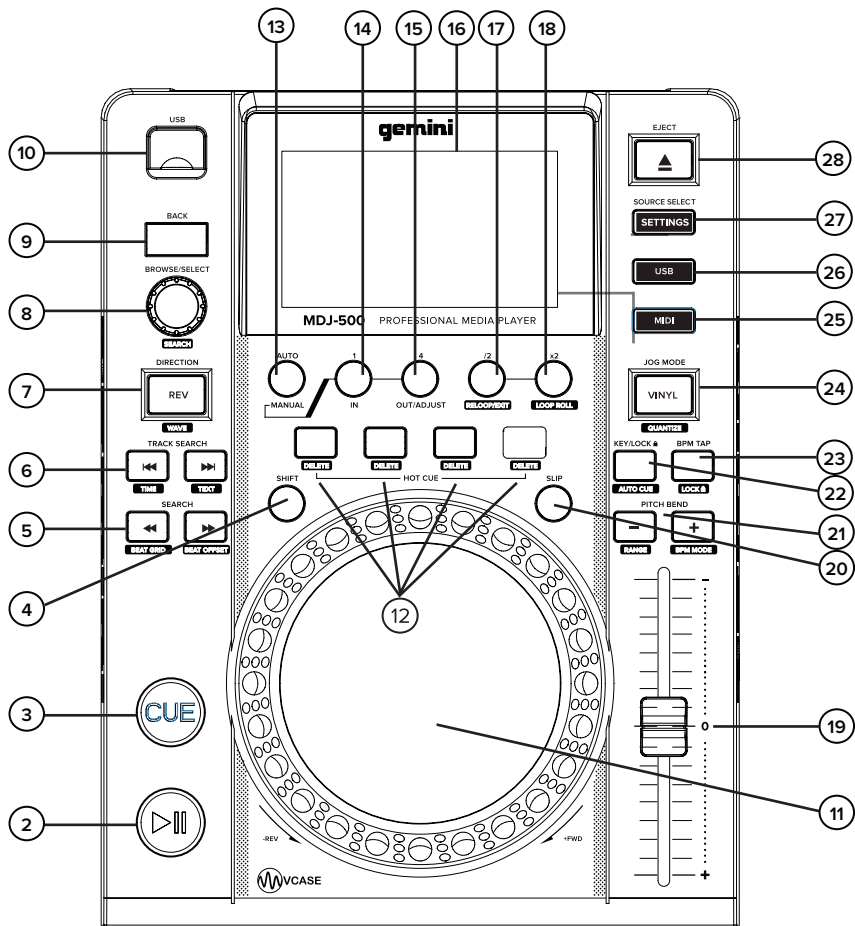 13 14 15 16 17 18
USB
10
gemini
EJECT
28
SOURCE SELECT
SETTINGS
27
BACK
9
USB
26
BROWSE/SELECT
8
SEARCH
MDJ-500 PROFESSIONAL MEDIA PLAYER
MIDI
25
DIRECTION
REV
7
WAVE
AUTO 1 4 /2 x2
MANUAL IN OUT/ADJUST RELOOP/EXIT LOOP ROLL
JOG MODE
VINYL
24
QUANTIZE
TRACK SEARCH
6
TIME TEXT
DELETE DELETE DELETE DELETE
HOT CUE
KEY/LOCK BPM TAP
23
AUTO CUE LOCK
22
SEARCH
5
BEAT GRID BEAT OFFSET
SHIFT SLIP
PITCH BEND
- +
21
RANGE BPM MODE
20
4
12
-
3
CUE
0
19
2
11
-REV +FWD
+
VCASE